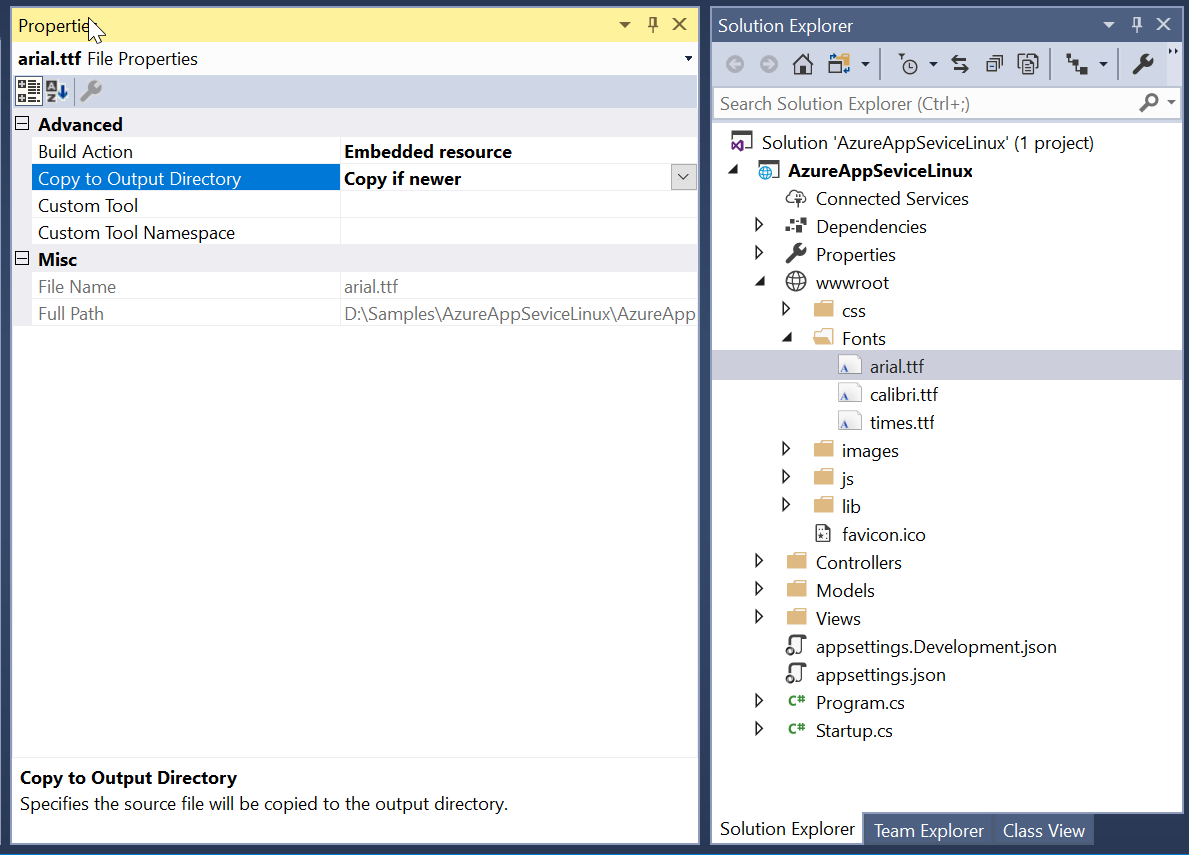 Properties
arial.ttf File Properties
Advanced
Build Action Embedded resource
Copy to Output Directory Copy if newer
Custom Tool
Custom Tool Namespace
Misc
File Name arial.ttf
Full Path D:\Samples\AzureAppSeviceLinux\AzureApp
Copy to Output Directory
Specifies the source file will be copied to the output directory.
Solution Explorer
Search Solution Explorer (Ctrl+;)
Solution 'AzureAppSeviceLinux' (1 project)
AzureAppSeviceLinux
Connected Services
Dependencies
Properties
wwwroot
css
Fonts
arial.ttf
calibri.ttf
times.ttf
images
js
lib
favicon.ico
Controllers
Models
Views
appsettings.Development.json
appsettings.json
C# Program.cs
C# Startup.cs
Solution Explorer Team Explorer Class View